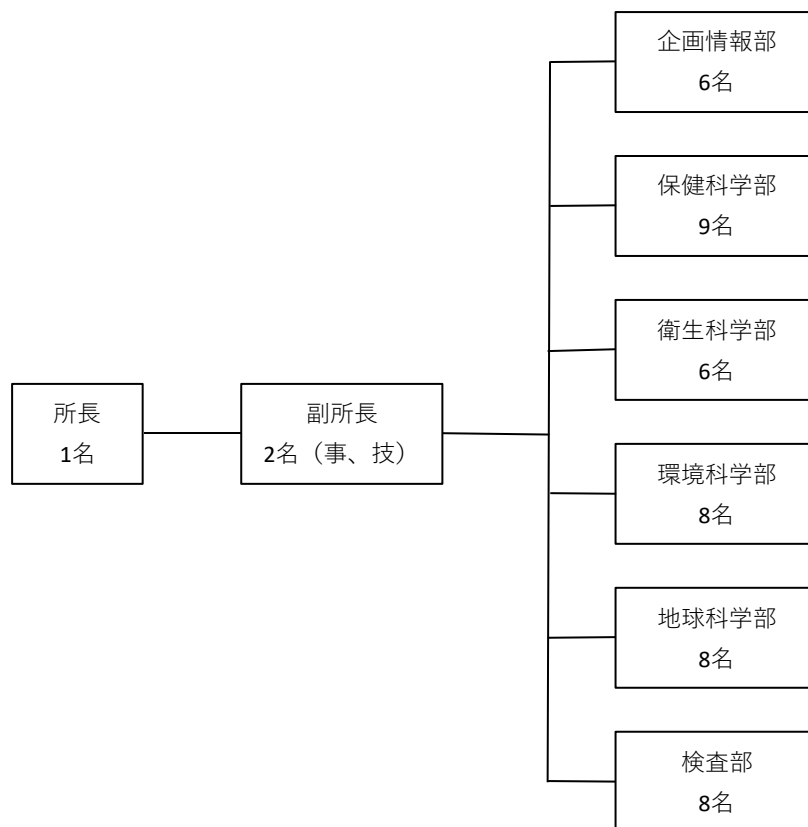 企画情報部
6名
保健科学部
9名
衛生科学部
6名
所長
1名
副所長
2名（事、技）
環境科学部
8名
地球科学部
8名
検査部
8名